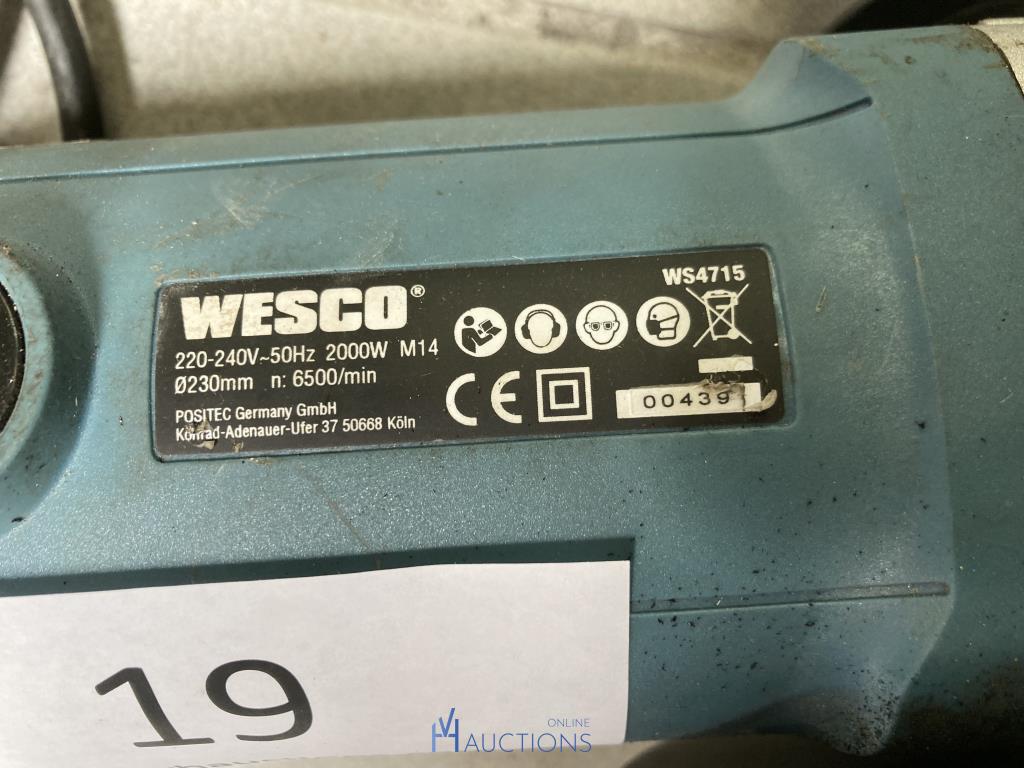 WS4715
WESCO®
220-240V~50Hz 2000W M14
Ø230mm n: 6500/min
POSITEC Germany GmbH
Konrad-Adenauer-Ufer 37 50668 Köln
CE
00439
19
ONLINE
AUCTIONS